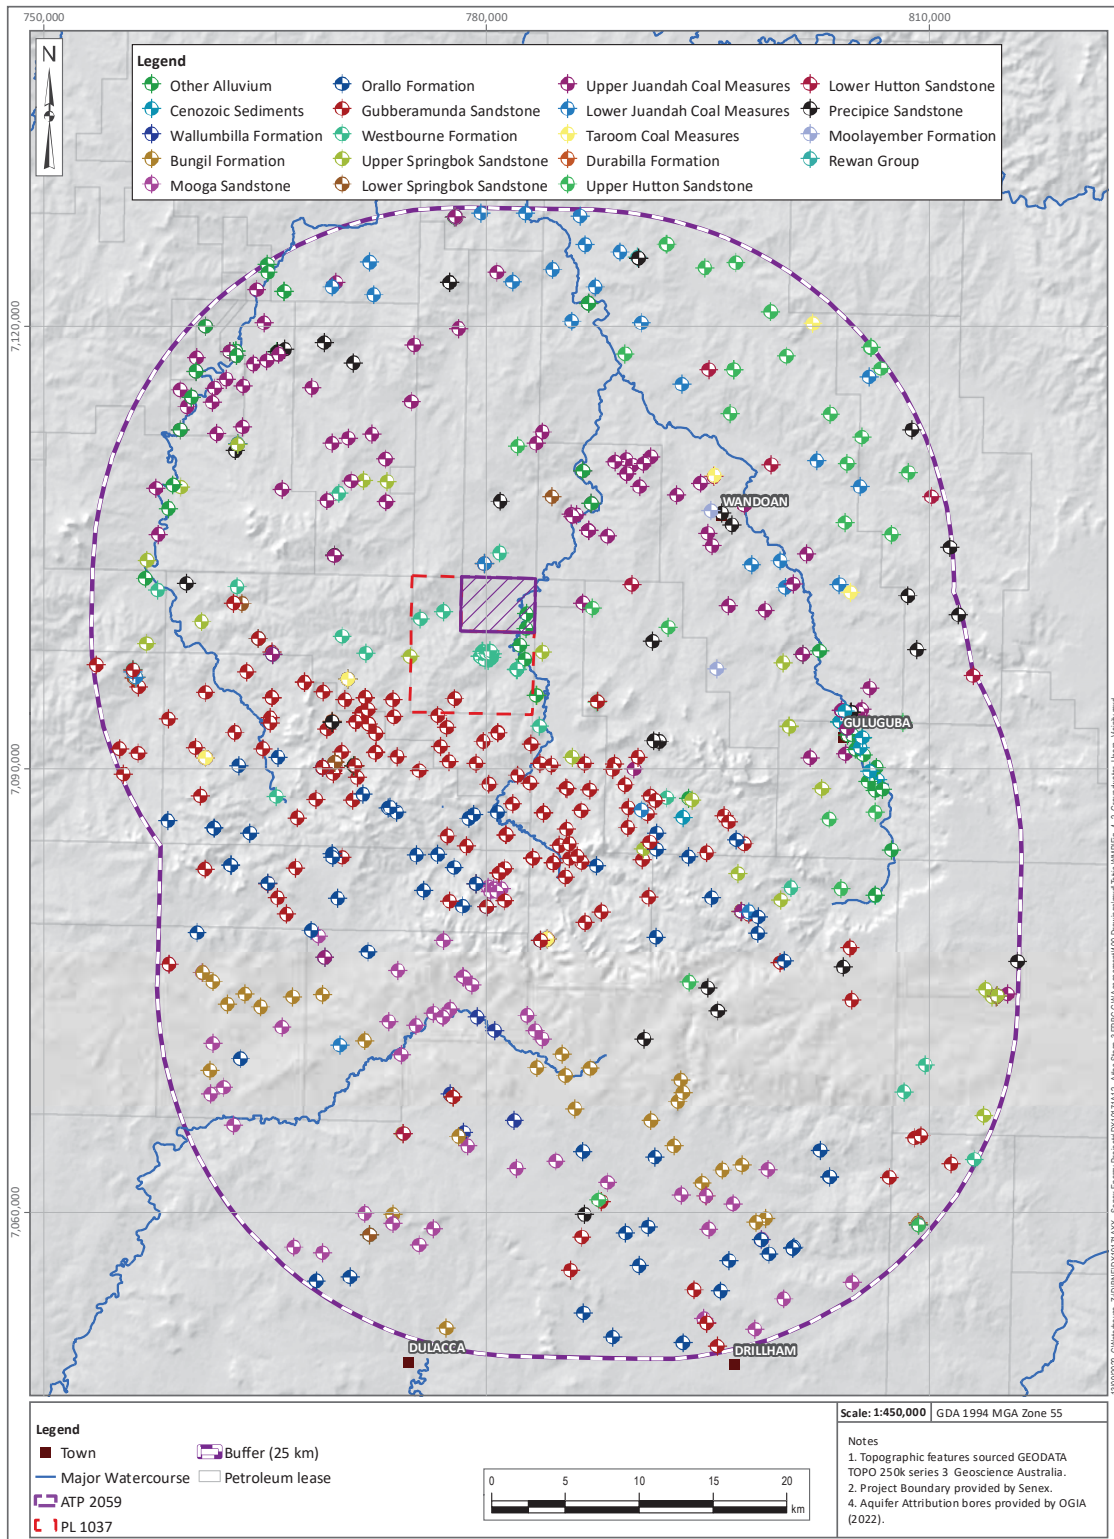 750,000
780,000
810,000
N
Legend
Other Alluvium
Cenozoic Sediments
Wallumbilla Formation
Bungil Formation
Mooga Sandstone
Orallo Formation
Gubberamunda Sandstone
Westbourne Formation
Upper Springbok Sandstone
Lower Springbok Sandstone
Upper Juandah Coal Measures
Lower Juandah Coal Measures
Taroom Coal Measures
Durabilla Formation
Upper Hutton Sandstone
Lower Hutton Sandstone
Precipice Sandstone
Moolayember Formation
Rewan Group
7,120,000
WANDOAN
GULUGUBA
7,090,000
7,060,000
DULACCA
DRILLHAM
Legend
Town
Major Watercourse
ATP 2059
PL 1037
Buffer (25 km)
Petroleum lease
0 5 10 15 20
km
Scale: 1:450,000
GDA 1994 MGA Zone 55
Notes
1. Topographic features sourced GEODATA
TOPO 250k series 3 Geoscience Australia.
2. Project Boundary provided by Senex.
4. Aquifer Attribution bores provided by OGIA
(2022).